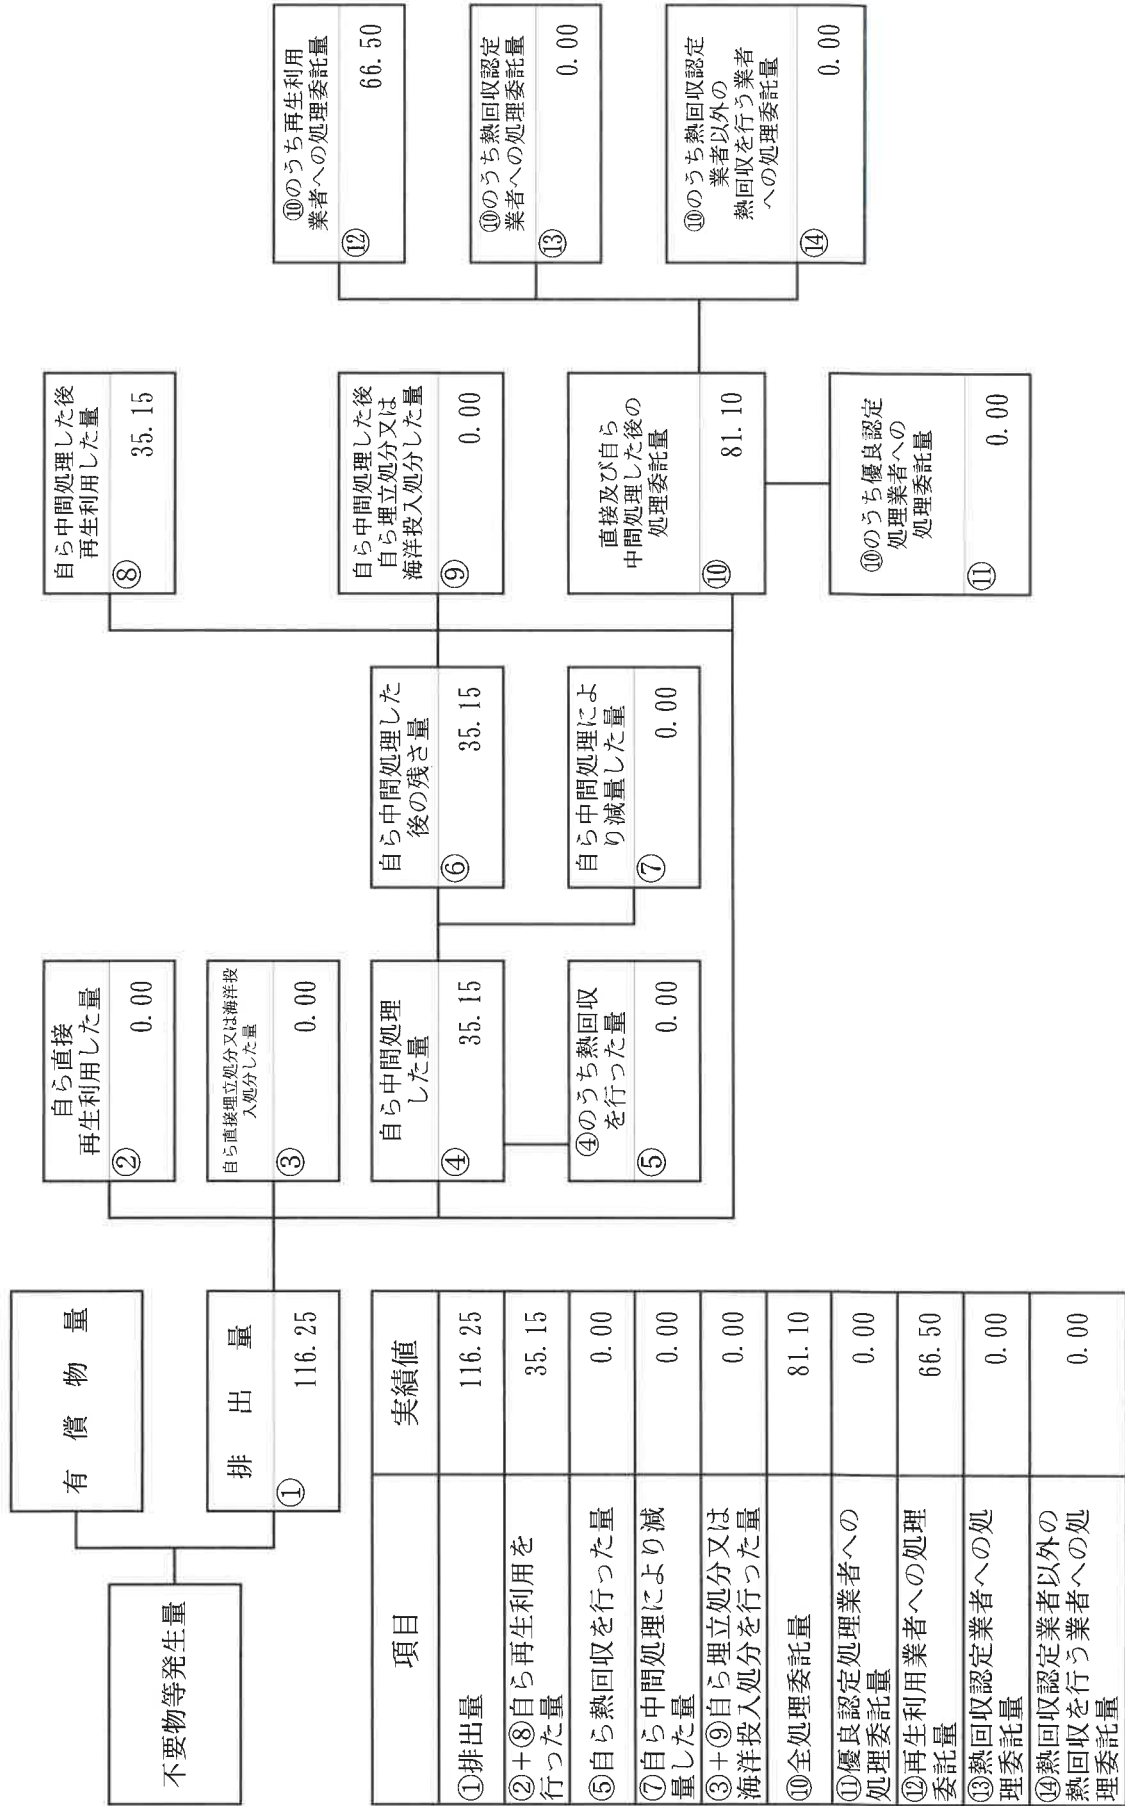 不要物等発生量
有 償 物 量
排 出 量
① 116.25
自ら直接
再生利用した量
② 0.00
自ら直接埋立処分又は海洋投
入処分した量
③ 0.00
自ら中間処理
した量
④ 35.15
④のうち熱回収
を行った量
⑤ 0.00
自ら中間処理した
後の残さ量
⑥ 35.15
自ら中間処理によ
り減量した量
⑦ 0.00
自ら中間処理した後
再生利用した量
⑧ 35.15
自ら中間処理した後
自ら埋立処分又は
海洋投入処分した量
⑨ 0.00
直接及び自ら
中間処理した後の
処理委託量
⑩ 81.10
⑩のうち優良認定
処理業者への
処理委託量
⑪ 0.00
⑩のうち再生利用
業者への処理委託量
⑫ 66.50
⑩のうち熱回収認定
業者への処理委託量
⑬ 0.00
⑩のうち熱回収認定
業者以外の
熱回収を行う業者
への処理委託量
⑭ 0.00
項目 実績値
①排出量 116.25
②+⑧自ら再生利用を
行った量 35.15
⑤自ら熱回収を行った量 0.00
⑦自ら中間処理により減
量した量 0.00
③+⑨自ら埋立処分又は
海洋投入処分を行った量 0.00
⑩全処理委託量 81.10
⑪優良認定処理業者への
処理委託量 0.00
⑫再生利用業者への処理
委託量 66.50
⑬熱回収認定業者への処
理委託量 0.00
⑭熱回収認定業者以外の
熱回収を行う業者への処
理委託量 0.00